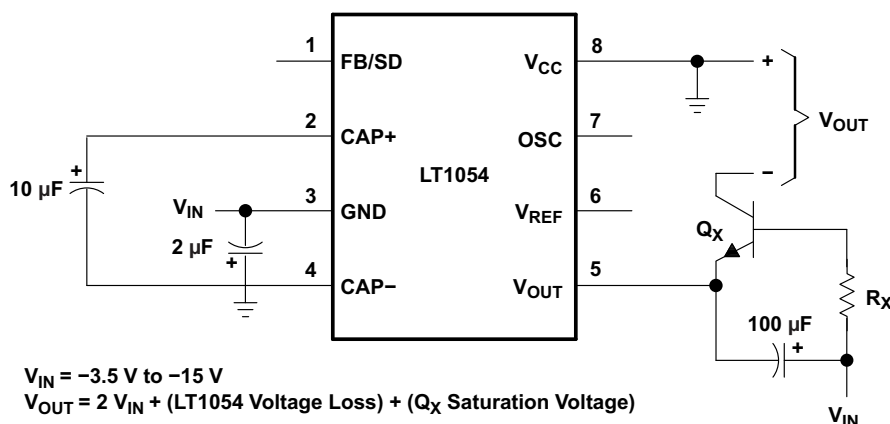 1
FB/SD
VCC
8
+
VOUT
2
CAP+
OSC
7
+
10 µF
LT1054
−
VIN
3
GND
VREF
6
QX
2 µF
+
4
CAP−
VOUT
5
RX
100 µF
+
VIN
VIN = −3.5 V to −15 V
VOUT = 2 VIN + (LT1054 Voltage Loss) + (QX Saturation Voltage)